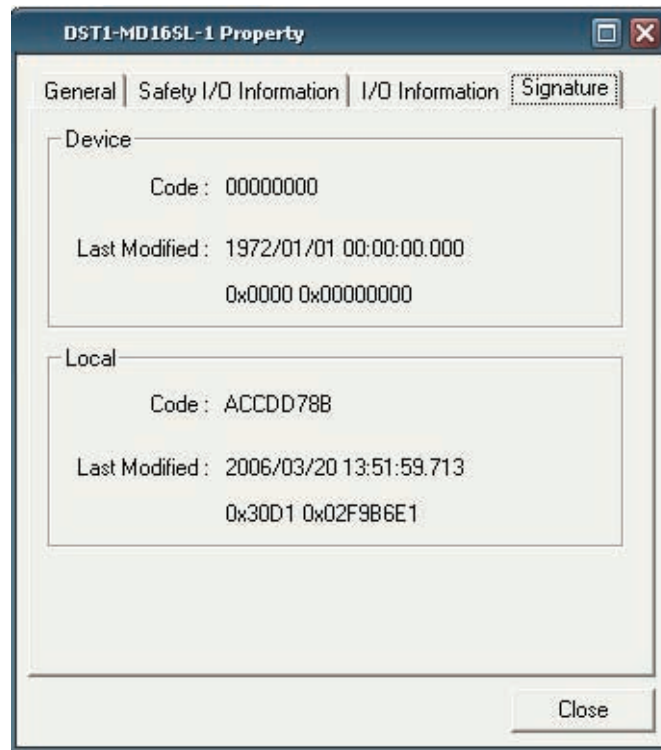 DST1-MD16SL-1 Property
General Safety I/O Information I/O Information Signature
Device
Code : 00000000
Last Modified : 1972/01/01 00:00:00.000
0x0000 0x00000000
Local
Code : ACCDD78B
Last Modified : 2006/03/20 13:51:59.713
0x30D1 0x02F9B6E1
Close